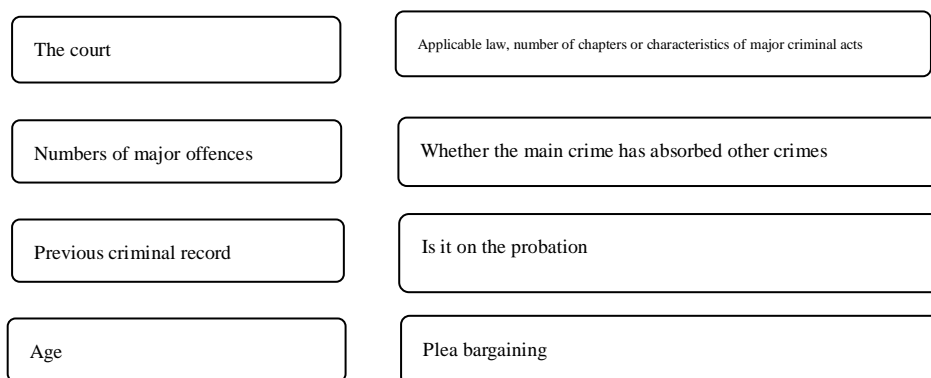 The court
Applicable law, number of chapters or characteristics of major criminal acts
Numbers of major offences
Whether the main crime has absorbed other crimes
Previous criminal record
Is it on the probation
Age
Plea bargaining